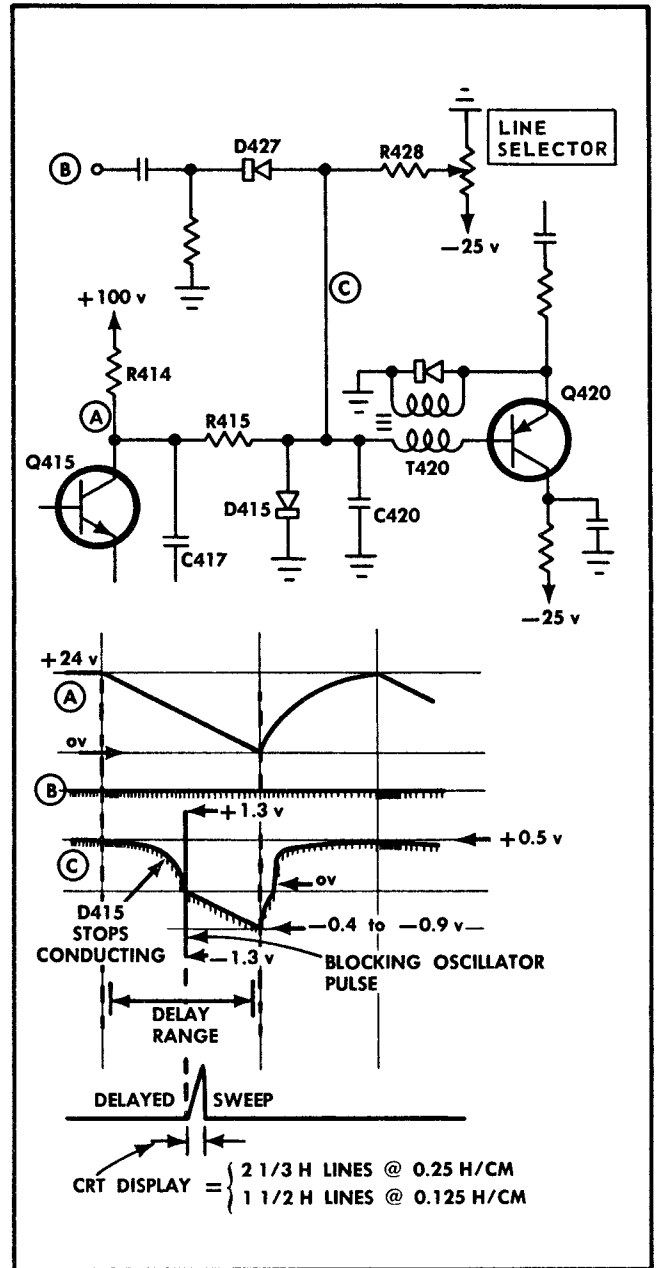 LINE
SELECTOR
B
D427
R428
−25 v
C
+100 v
R414
A
Q420
R415
Q415
T420
D415
C420
C417
−25 v
+24 v
A
0v
B
+1.3 v
+0.5 v
C
0v
D415
STOPS
CONDUCTING
−0.4 to −0.9 v
−1.3 v
BLOCKING OSCILLATOR
PULSE
DELAY
RANGE
DELAYED SWEEP
CRT DISPLAY = { 2 1/3 H LINES @ 0.25 H/CM
1 1/2 H LINES @ 0.125 H/CM